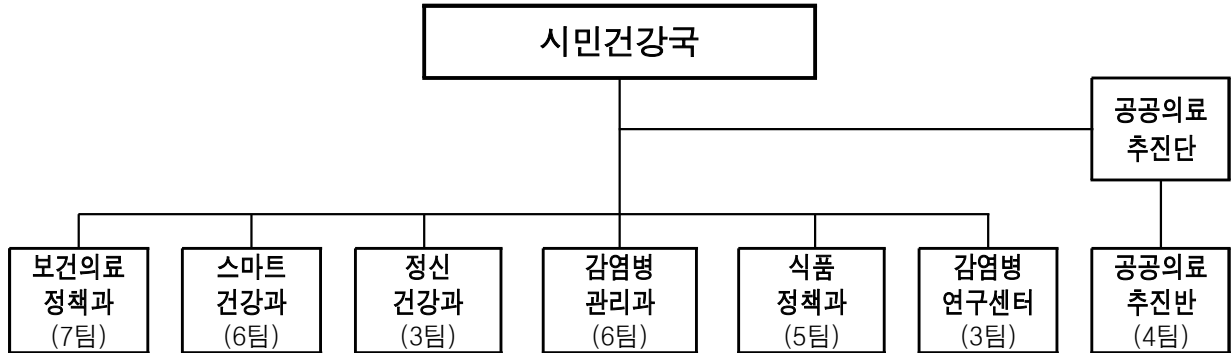 시민건강국
공공의료
추진단
보건의료
정책과
(7팀)
스마트
건강과
(6팀)
정신
건강과
(3팀)
감염병
관리과
(6팀)
식품
정책과
(5팀)
감염병
연구센터
(3팀)
공공의료
추진반
(4팀)